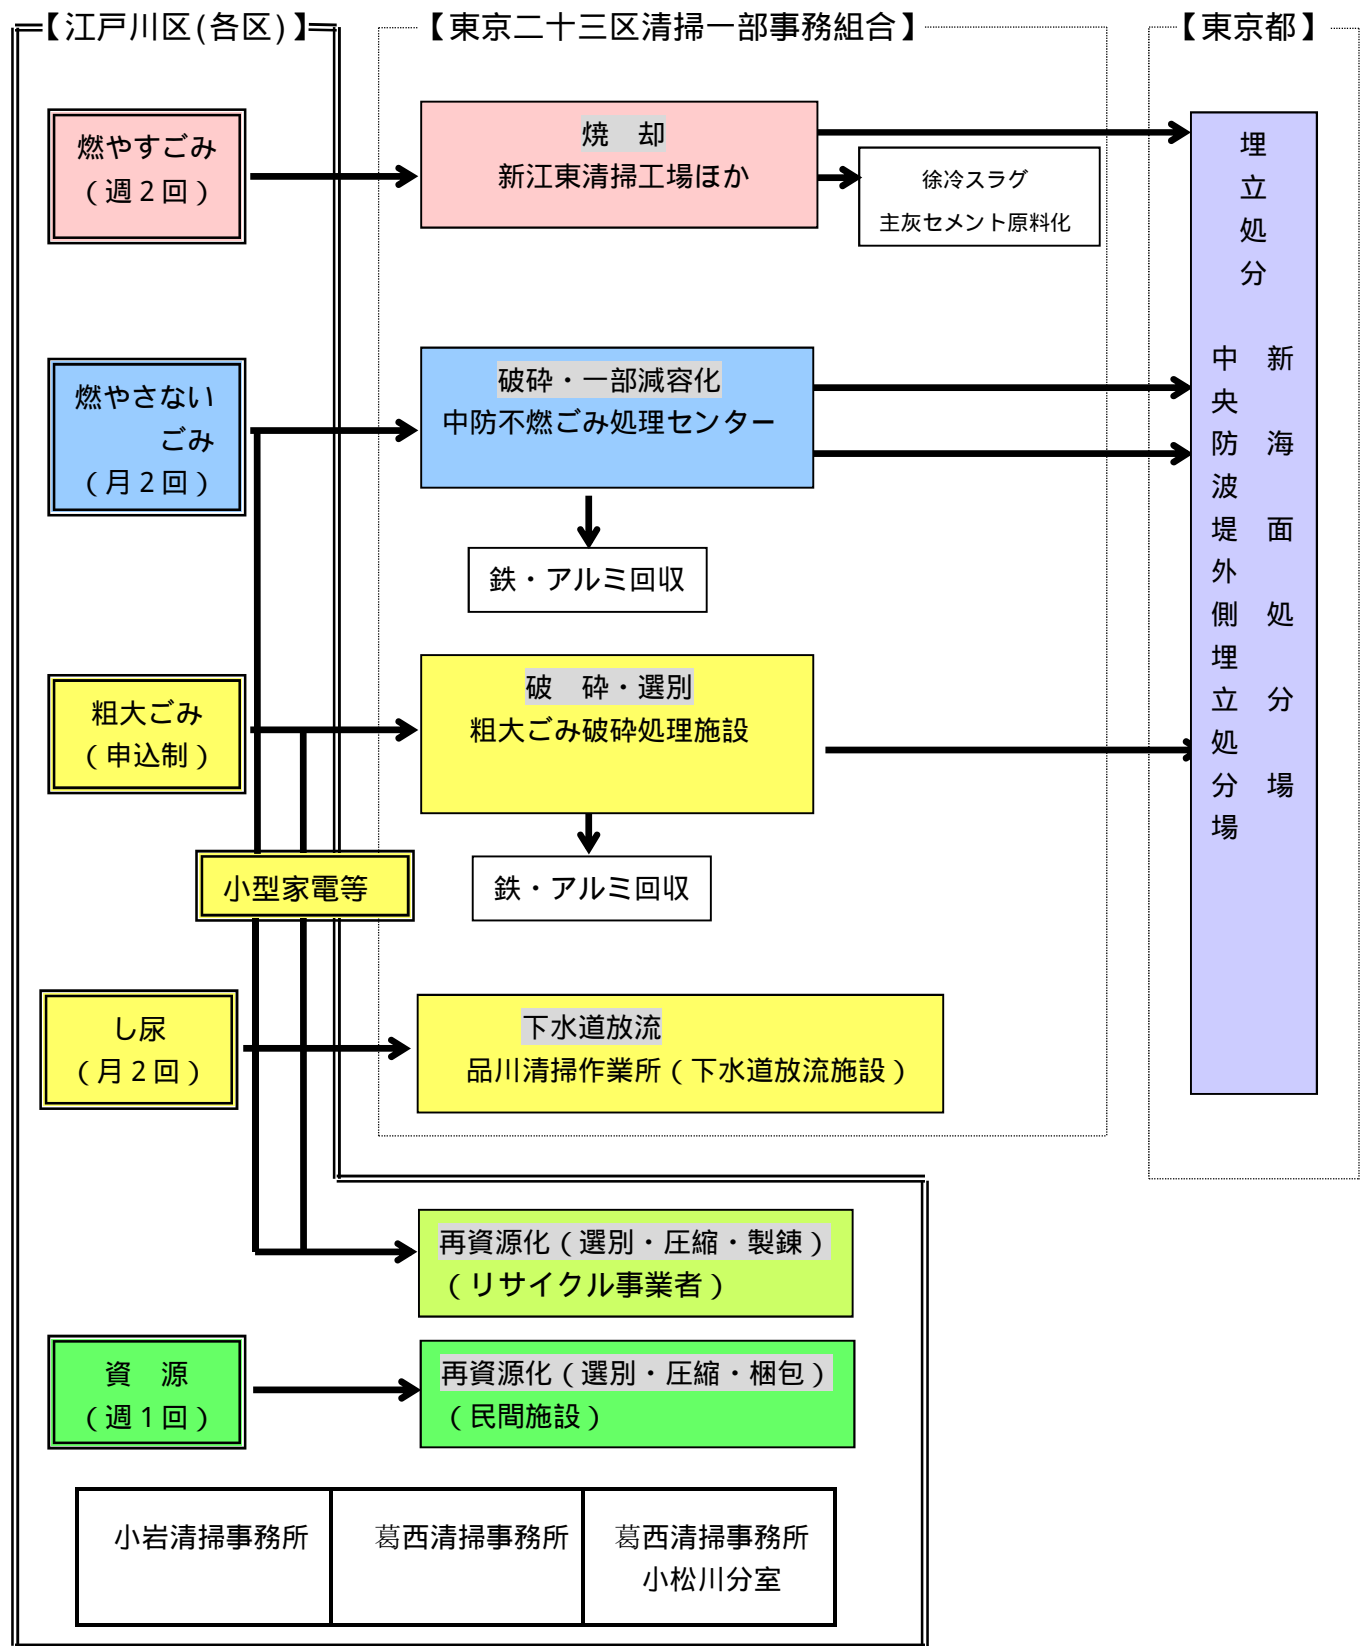 【江戸川区(各区)】
【東京二十三区清掃一部事務組合】
【東京都】
燃やすごみ
（週2回）
焼　却
新江東清掃工場ほか
徐冷スラグ
主灰セメント原料化
埋立処分
中央防波堤外側埋立処分場
新海面処分場
燃やさない
ごみ
（月2回）
破砕・一部減容化
中防不燃ごみ処理センター
鉄・アルミ回収
粗大ごみ
（申込制）
破　砕・選別
粗大ごみ破砕処理施設
鉄・アルミ回収
小型家電等
し尿
（月2回）
下水道放流
品川清掃作業所（下水道放流施設）
再資源化（選別・圧縮・製錬）
（リサイクル事業者）
資　源
（週1回）
再資源化（選別・圧縮・梱包）
（民間施設）
小岩清掃事務所
葛西清掃事務所
葛西清掃事務所
小松川分室